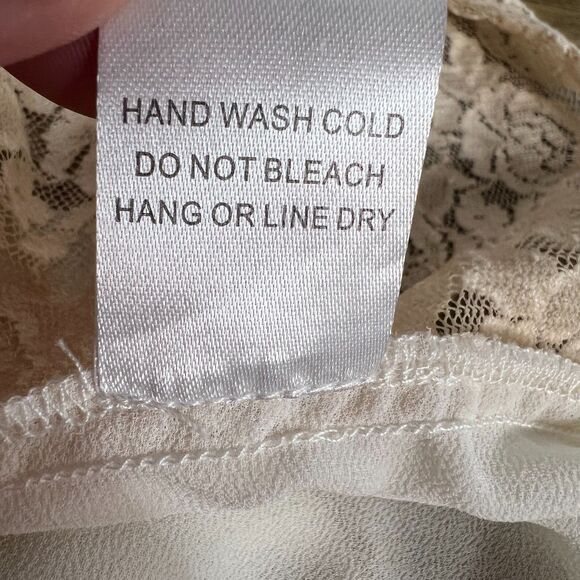 HAND WASH COLD
DO NOT BLEACH
HANG OR LINE DRY